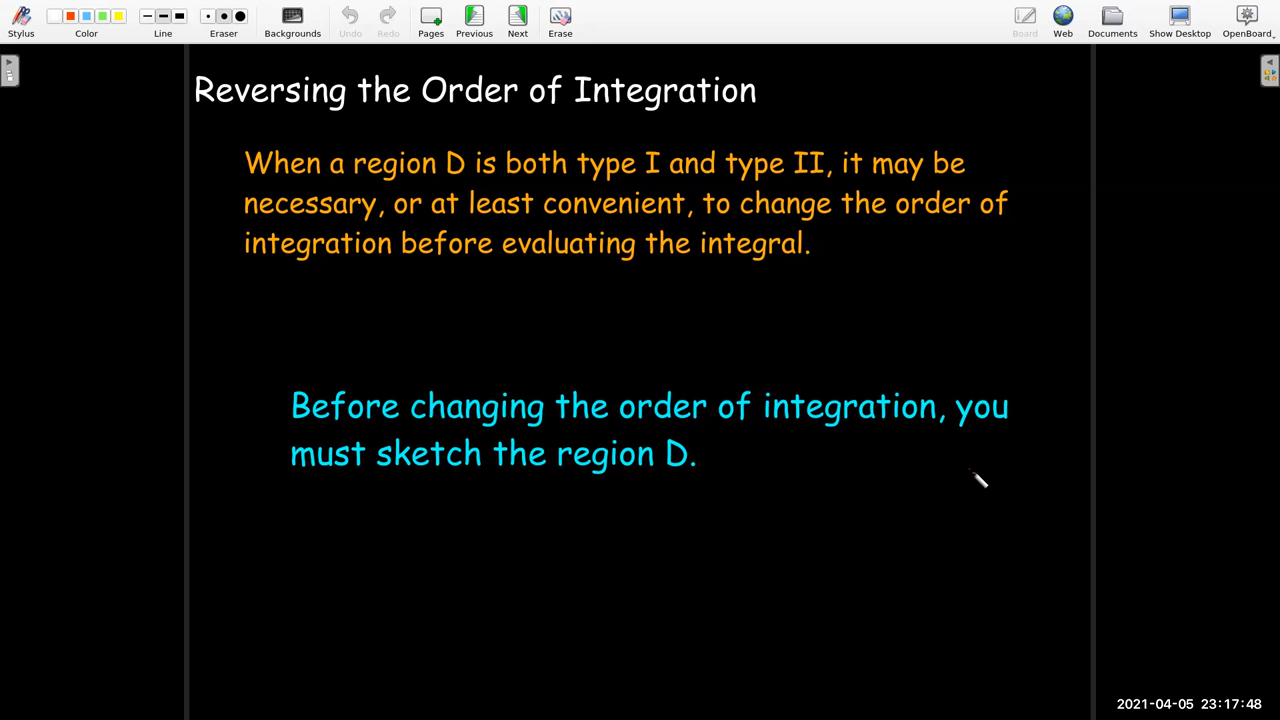 Stylus
Color
Line
Eraser
Backgrounds
Undo
Redo
Pages
Previous
Next
Erase
Board
Web
Documents
Show Desktop
OpenBoard
Reversing the Order of Integration
When a region D is both type I and type II, it may be
necessary, or at least convenient, to change the order of
integration before evaluating the integral.
Before changing the order of integration, you
must sketch the region D.
2021-04-05 23:17:48